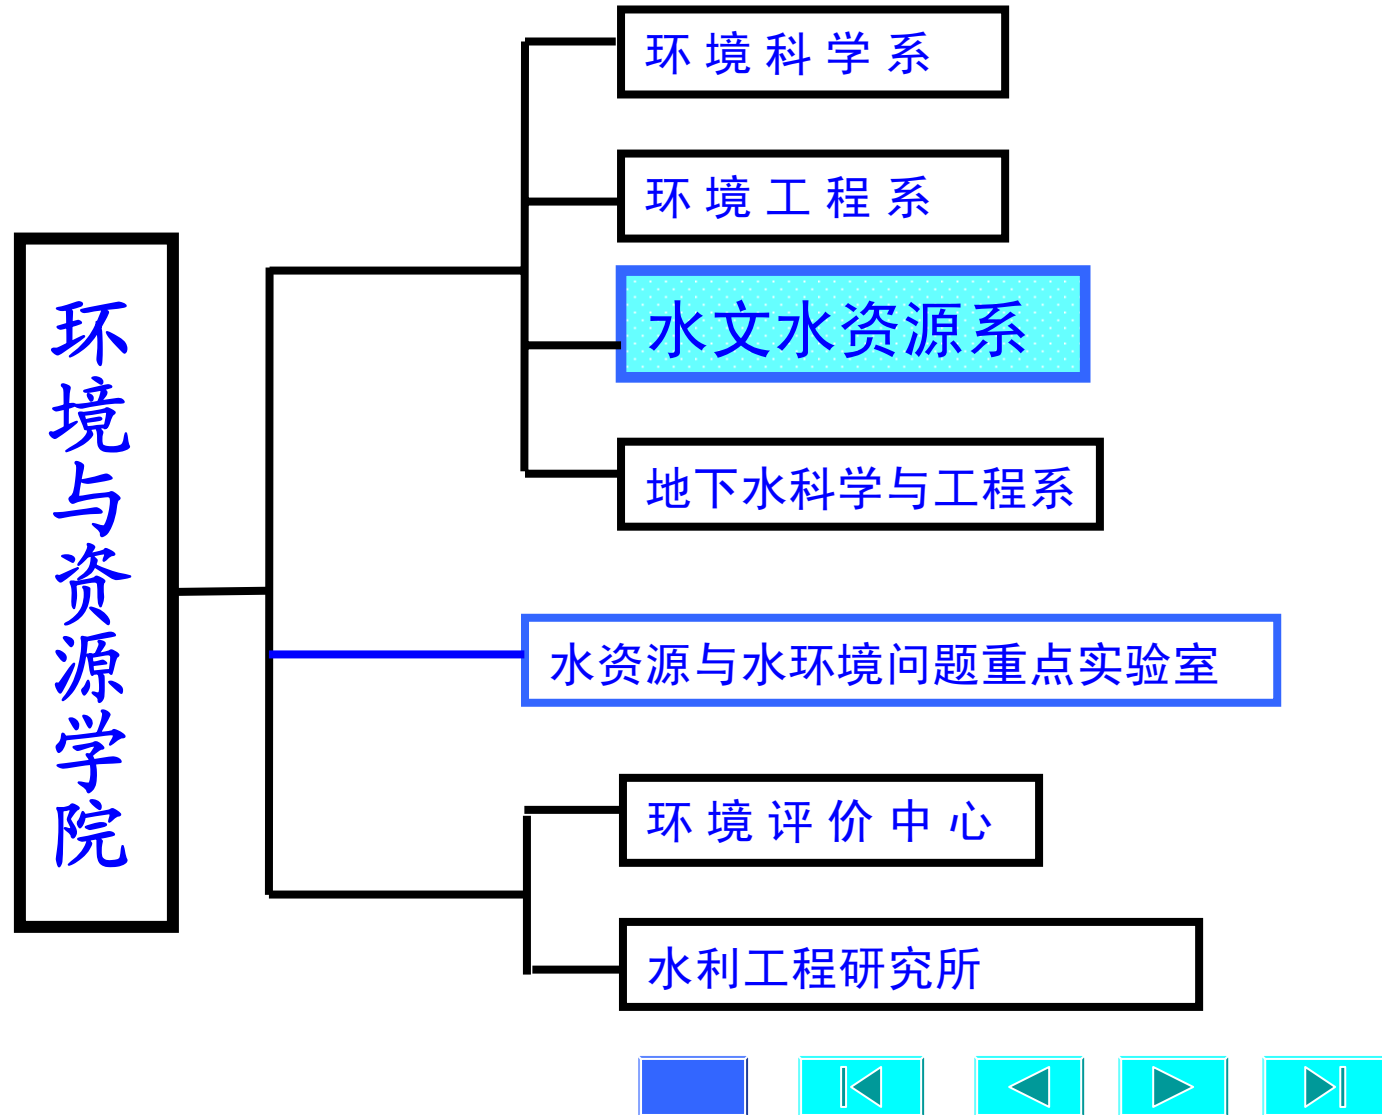 环境与资源学院
环境科学系
环境工程系
水文水资源系
地下水科学与工程系
水资源与水环境问题重点实验室
环境评价中心
水利工程研究所